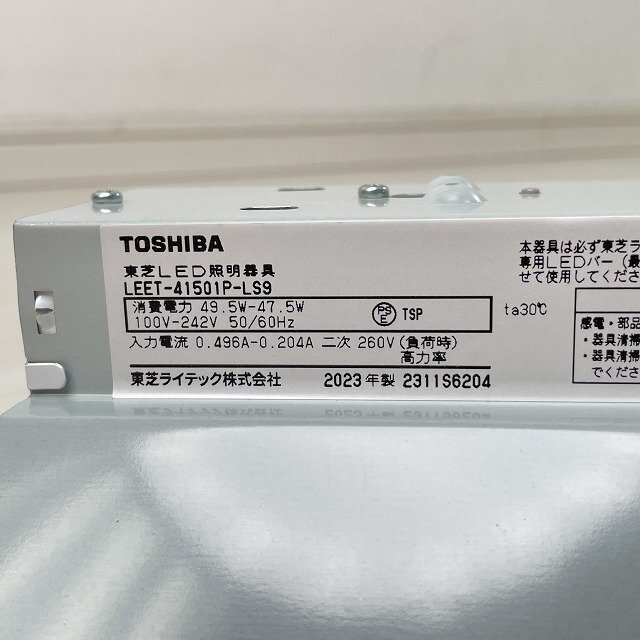 TOSHIBA
東芝LED照明器具
LEET-41501P-LS9
消費電力 49.5W-47.5W
100V-242V 50/60Hz
PSE TSP
ta30℃
入力電流 0.496A-0.204A 二次 260V(負荷時)
高力率
東芝ライテック株式会社 2023年製 2311S6204
本器具は必ず東芝ラ
専用LEDバー(最
せて使用してくださ
感電・部品
・器具清掃
・器具清掃
でくださ